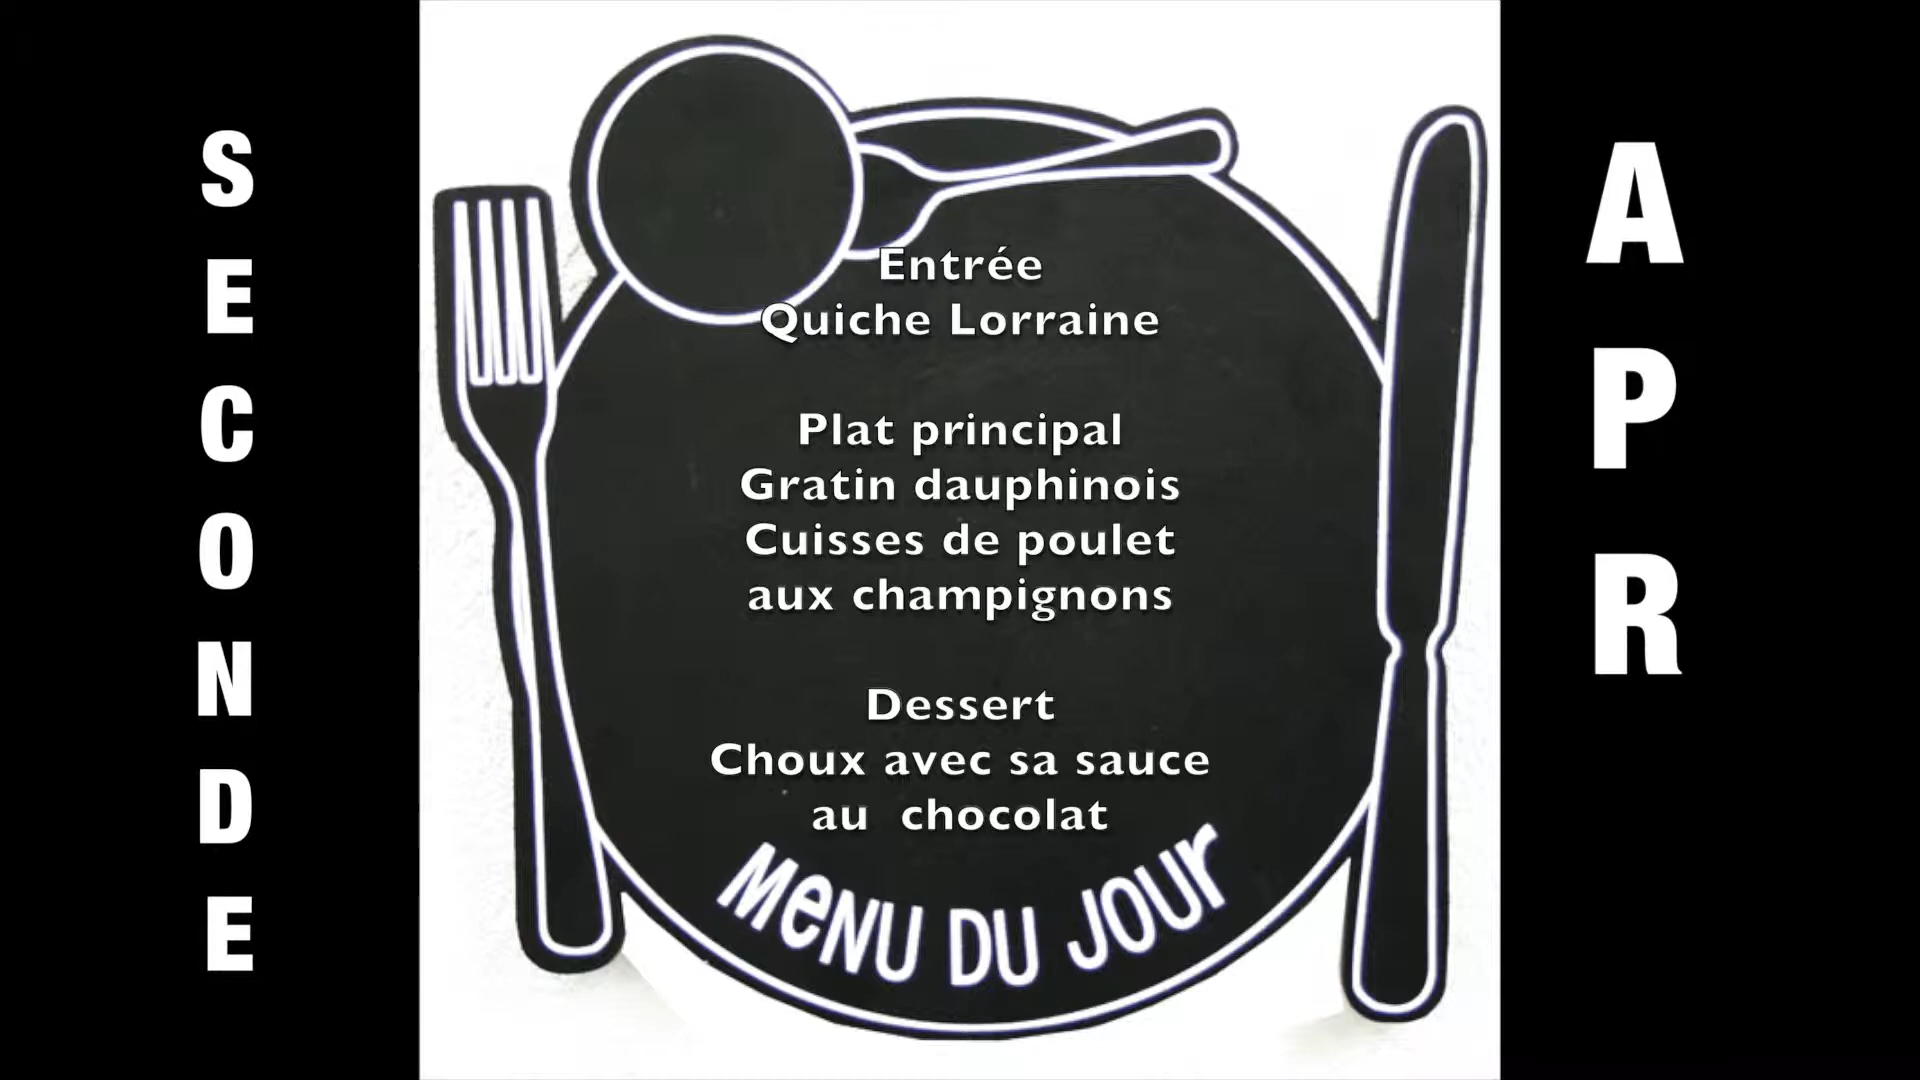 SECONDE
Entrée
Quiche Lorraine
Plat principal
Gratin dauphinois
Cuisses de poulet
aux champignons
Dessert
Choux avec sa sauce
au chocolat
MeNU DU JOUr
APR